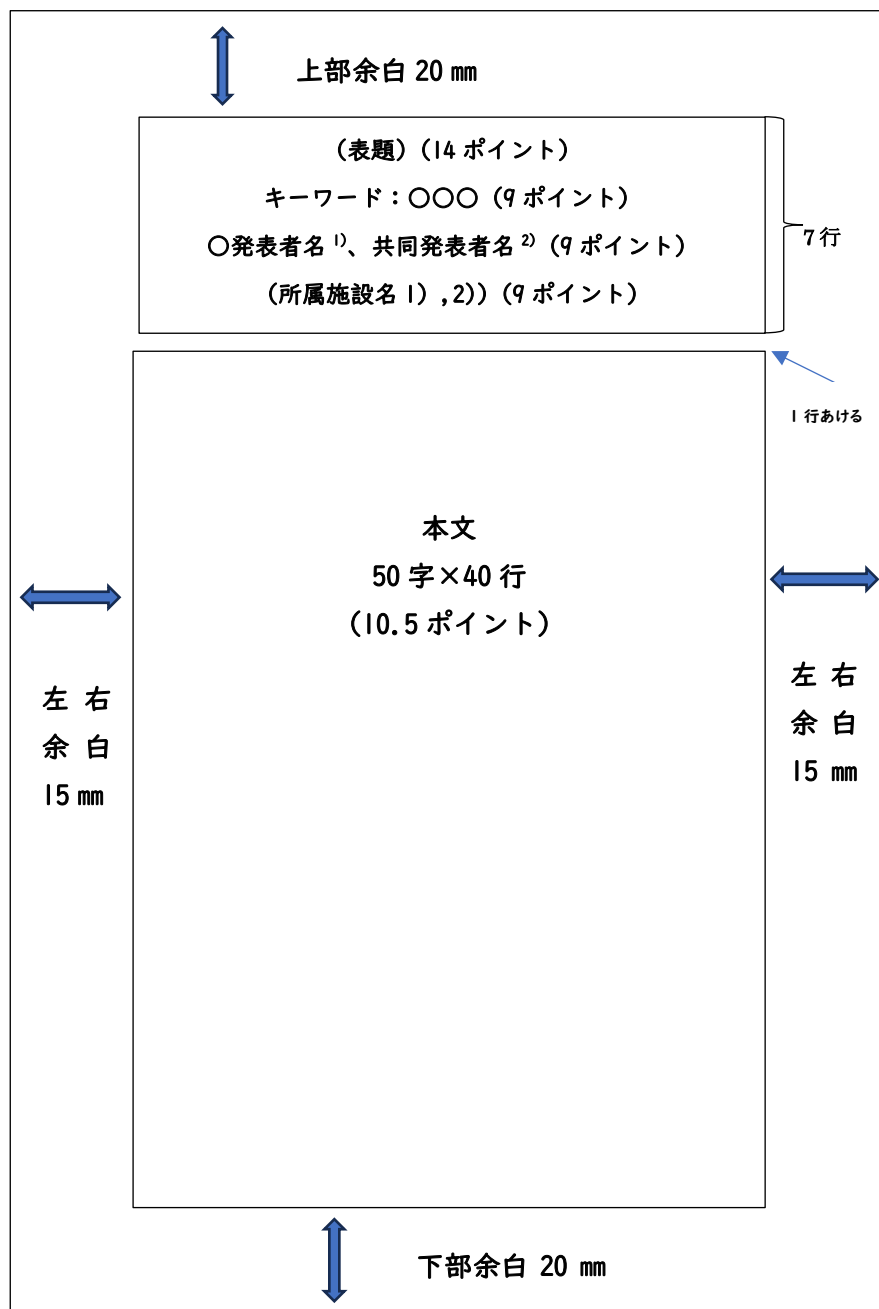 上部余白 20 ㎜
（表題）（14 ポイント）
キーワード：○○○（9 ポイント）
○発表者名 1)、共同発表者名 2)（9 ポイント）
（所属施設名 1）,2)）（9 ポイント）
7 行
1 行あける
本文
50 字×40 行
（10.5 ポイント）
左 右
余 白
15 ㎜
左 右
余 白
15 ㎜
下部余白 20 ㎜